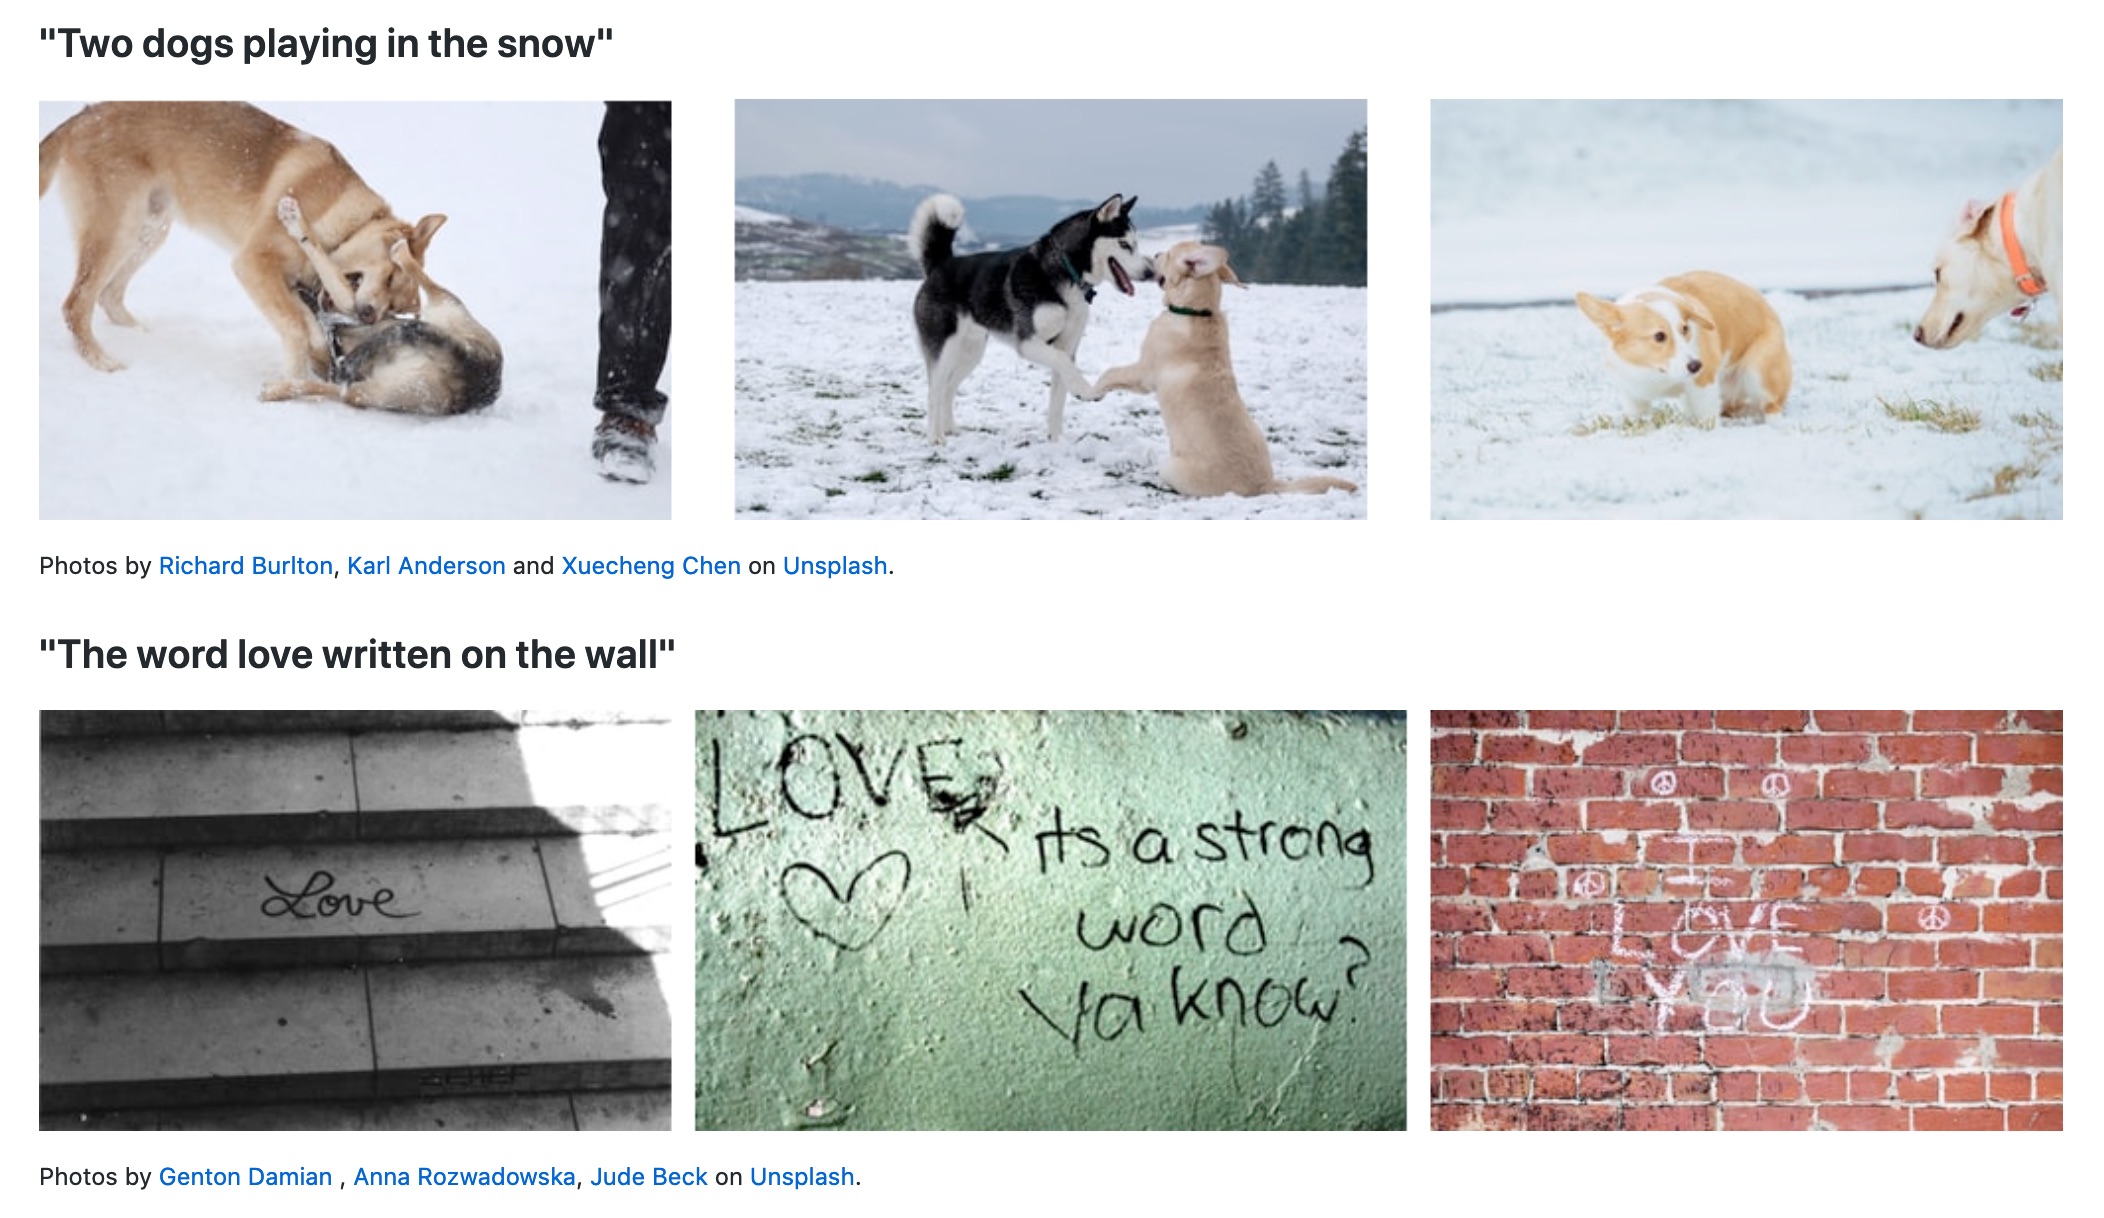 "Two dogs playing in the snow"
Photos by Richard Burlton, Karl Anderson and Xuecheng Chen on Unsplash.
"The word love written on the wall"
Love
LOVE
its a strong
word
ya know?
I
LOVE
YOU
Photos by Genton Damian , Anna Rozwadowska, Jude Beck on Unsplash.